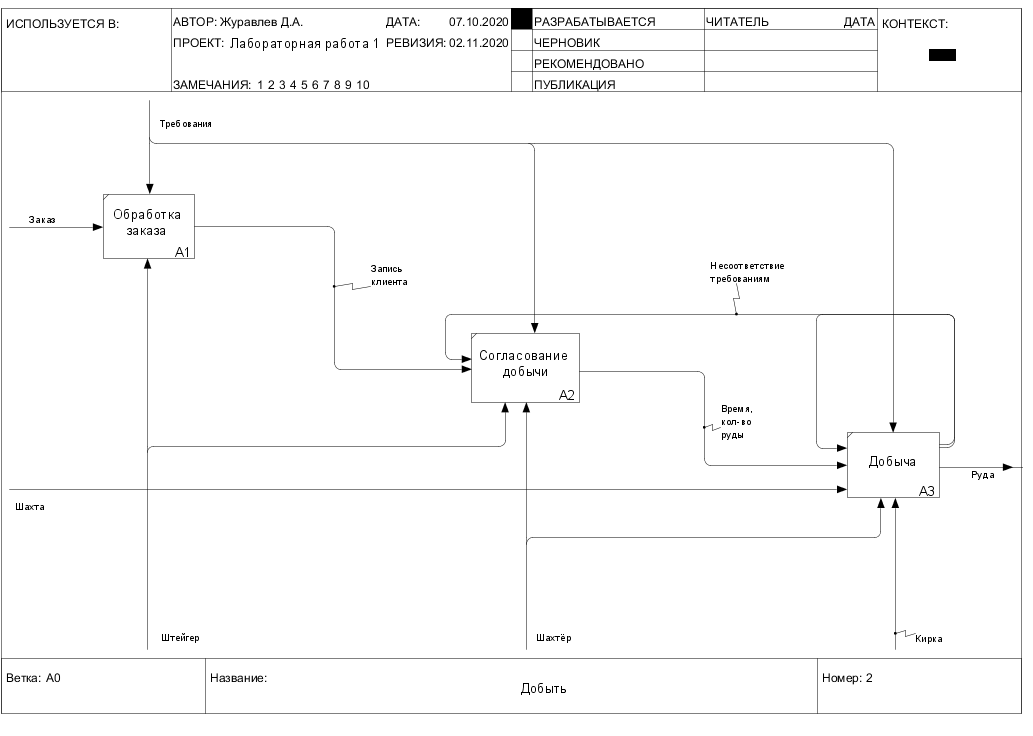 ИСПОЛЬЗУЕТСЯ В:
АВТОР: Журавлев Д.А.
ДАТА: 07.10.2020
ПРОЕКТ: Лабораторная работа 1
РЕВИЗИЯ: 02.11.2020
ЗАМЕЧАНИЯ: 1 2 3 4 5 6 7 8 9 10
РАЗРАБАТЫВАЕТСЯ
ЧЕРНОВИК
РЕКОМЕНДОВАНО
ПУБЛИКАЦИЯ
ЧИТАТЕЛЬ
ДАТА
КОНТЕКСТ:
Требования
Заказ
Обработка
заказа
A1
Запись
клиента
Несоответствие
требованиям
Согласование
добычи
A2
Время,
кол-во
руды
Добыча
A3
Руда
Шахта
Штейгер
Шахтёр
Кирка
Ветка: A0
Название:
Добыть
Номер: 2